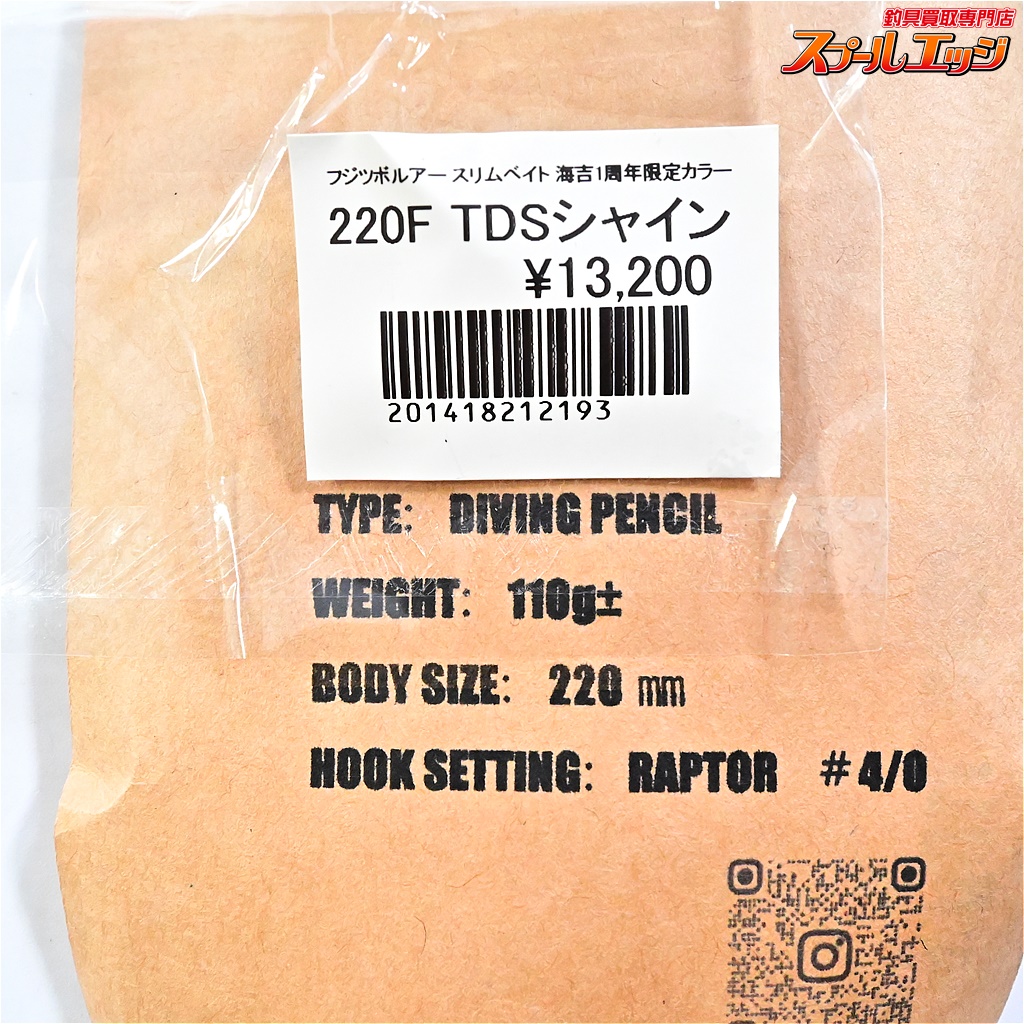 釣具買取専門店
スプールエッジ
フジツボルアー スリムベイト 海吉1周年限定カラー
220F TDSシャイン
¥13,200
201418212193
TYPE: DIVING PENCIL
WEIGHT: 110g±
BODY SIZE: 220 mm
HOOK SETTING: RAPTOR #4/0